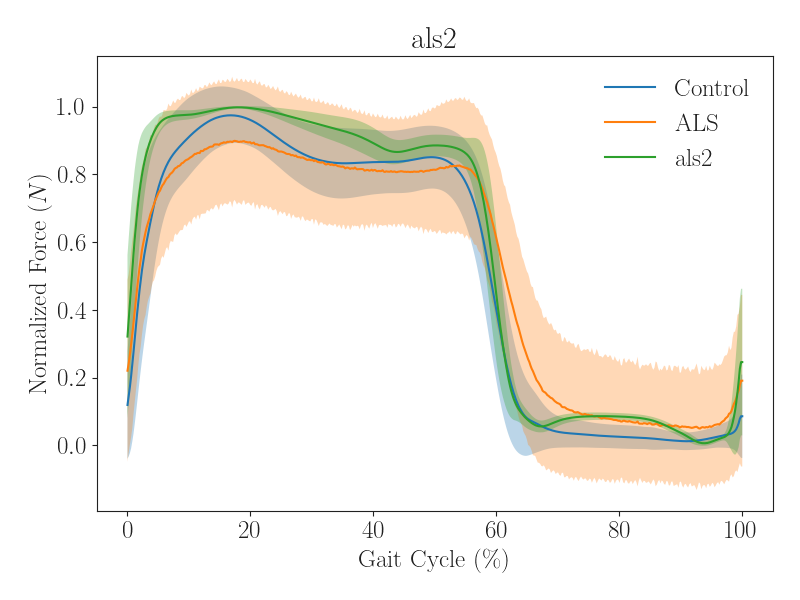 als2
Normalized Force (N)
1.0
0.8
0.6
0.4
0.2
0.0
Control
ALS
als2
0 20 40 60 80 100
Gait Cycle (%)